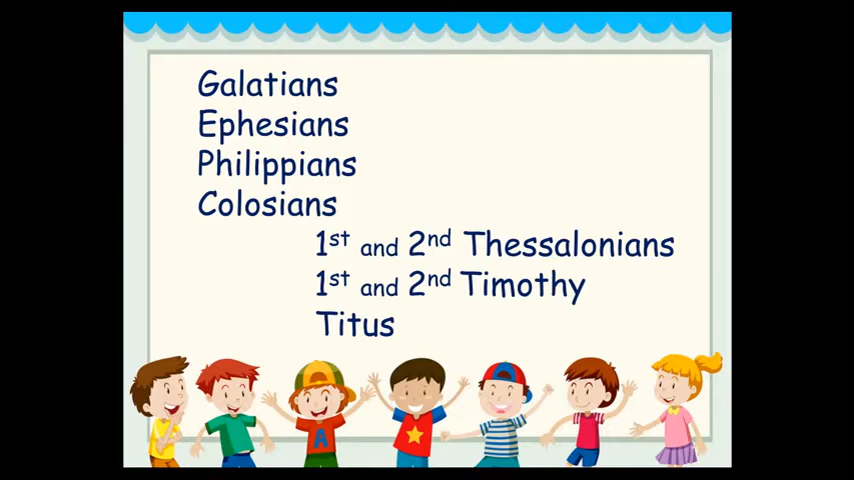 Galatians
Ephesians
Philippians
Colosians
1st and 2nd Thessalonians
1st and 2nd Timothy
Titus
A